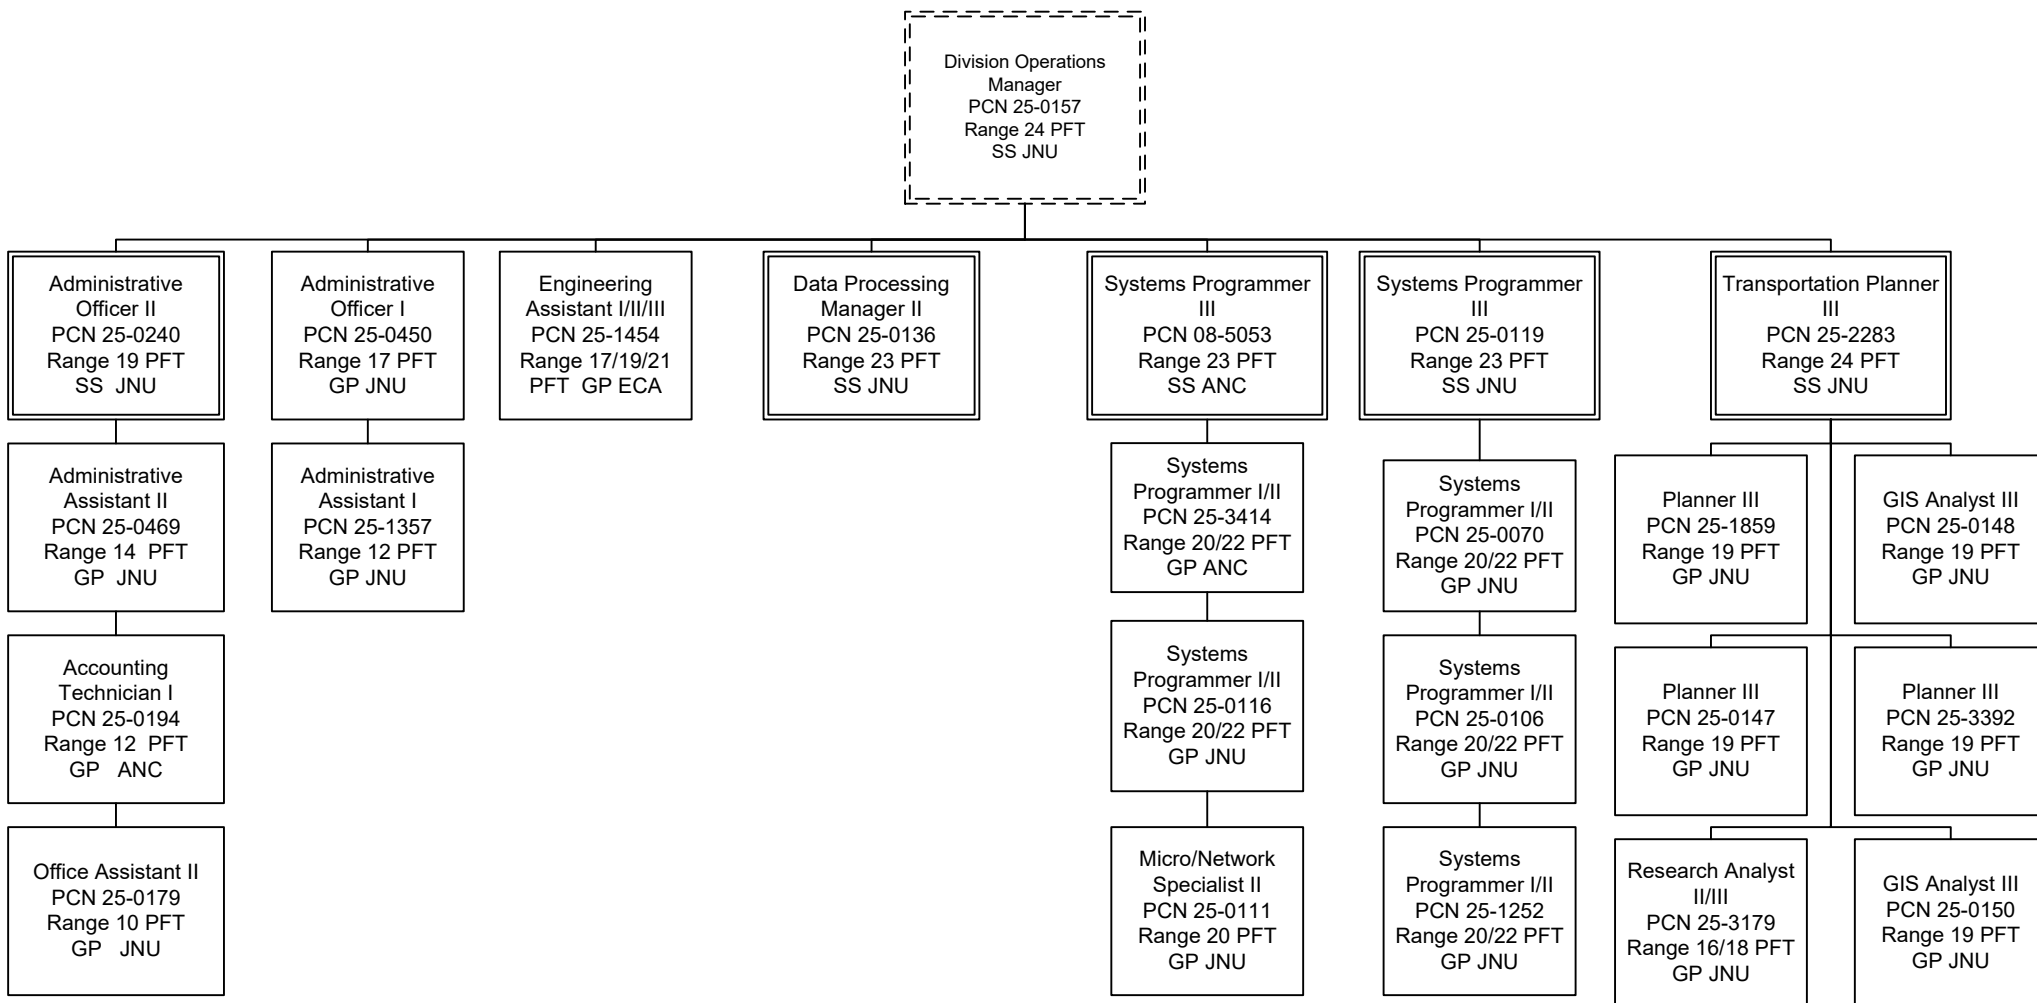 Division Operations
Manager
PCN 25-0157
Range 24 PFT
SS JNU
Administrative
Officer II
PCN 25-0240
Range 19 PFT
SS JNU
Administrative
Officer I
PCN 25-0450
Range 17 PFT
GP JNU
Engineering
Assistant I/II/III
PCN 25-1454
Range 17/19/21
PFT GP ECA
Data Processing
Manager II
PCN 25-0136
Range 23 PFT
SS JNU
Systems Programmer
III
PCN 08-5053
Range 23 PFT
SS ANC
Systems Programmer
III
PCN 25-0119
Range 23 PFT
SS JNU
Transportation Planner
III
PCN 25-2283
Range 24 PFT
SS JNU
Administrative
Assistant II
PCN 25-0469
Range 14 PFT
GP JNU
Administrative
Assistant I
PCN 25-1357
Range 12 PFT
GP JNU
Systems
Programmer I/II
PCN 25-3414
Range 20/22 PFT
GP ANC
Systems
Programmer I/II
PCN 25-0070
Range 20/22 PFT
GP JNU
Planner III
PCN 25-1859
Range 19 PFT
GP JNU
GIS Analyst III
PCN 25-0148
Range 19 PFT
GP JNU
Accounting
Technician I
PCN 25-0194
Range 12 PFT
GP ANC
Systems
Programmer I/II
PCN 25-0116
Range 20/22 PFT
GP JNU
Systems
Programmer I/II
PCN 25-0106
Range 20/22 PFT
GP JNU
Planner III
PCN 25-0147
Range 19 PFT
GP JNU
Planner III
PCN 25-3392
Range 19 PFT
GP JNU
Office Assistant II
PCN 25-0179
Range 10 PFT
GP JNU
Micro/Network
Specialist II
PCN 25-0111
Range 20 PFT
GP JNU
Systems
Programmer I/II
PCN 25-1252
Range 20/22 PFT
GP JNU
Research Analyst
II/III
PCN 25-3179
Range 16/18 PFT
GP JNU
GIS Analyst III
PCN 25-0150
Range 19 PFT
GP JNU